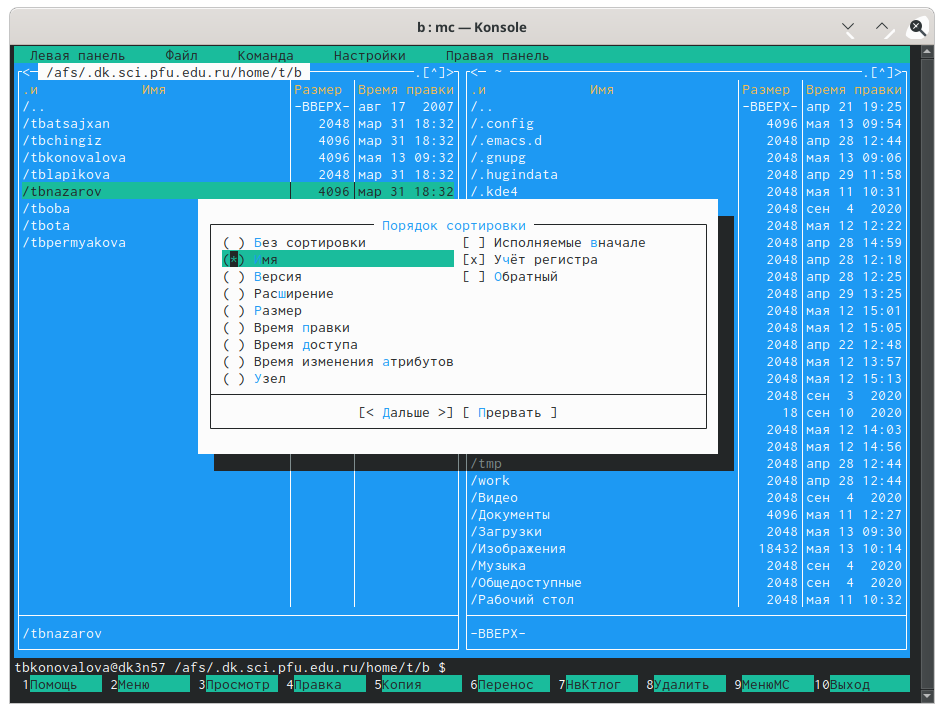 b : mc — Konsole
Левая панель Файл Команда Настройки Правая панель
<— /afs/.dk.sci.pfu.edu.ru/home/t/b .[^]> <— ~ .[^]>
.и Имя Размер Время правки .и Имя Размер Время правки
/.. -ВВЕРХ- авг 17 2007 /.. -ВВЕРХ- апр 21 19:25
/tbatsajxan 2048 мар 31 18:32 /.config 4096 мая 13 09:54
/tbchingiz 4096 мар 31 18:32 /.emacs.d 2048 апр 28 12:44
/tbkonovalova 4096 мая 13 09:32 /.gnupg 2048 мая 13 09:06
/tblapikova 2048 мар 31 18:32 /.hugindata 2048 апр 29 11:58
/tbnazarov 4096 мар 31 18:32 /.kde4 2048 мая 11 10:31
/tboba 2048 сен 4 2020
/tbota Порядок сортировки 2048 мая 12 12:22
/tbpermyakova ( ) Без сортировки [ ] Исполняемые вначале 2048 апр 28 14:59
(*) Имя [x] Учёт регистра 2048 апр 28 12:18
( ) Версия [ ] Обратный 2048 апр 28 12:25
( ) Расширение 2048 апр 29 13:25
( ) Размер 2048 мая 12 15:01
( ) Время правки 2048 мая 12 15:05
( ) Время доступа 2048 апр 22 12:48
( ) Время изменения атрибутов 2048 мая 12 13:57
( ) Узел 2048 мая 12 15:13
2048 сен 3 2020
[< Дальше >] [ Прервать ] 18 сен 10 2020
2048 мая 12 14:03
2048 мая 12 14:56
/tmp 2048 апр 28 12:44
/work 2048 апр 28 12:44
/Видео 2048 сен 4 2020
/Документы 4096 мая 11 12:27
/Загрузки 2048 мая 13 09:30
/Изображения 18432 мая 13 10:14
/Музыка 2048 сен 4 2020
/Общедоступные 2048 сен 4 2020
/Рабочий стол 2048 мая 11 10:32
/tbnazarov -ВВЕРХ-
tbkonovalova@dk3n57 /afs/.dk.sci.pfu.edu.ru/home/t/b $
1Помощь 2Меню 3Просмотр 4Правка 5Копия 6Перенос 7НвКтлог 8Удалить 9МенюМС 10Выход